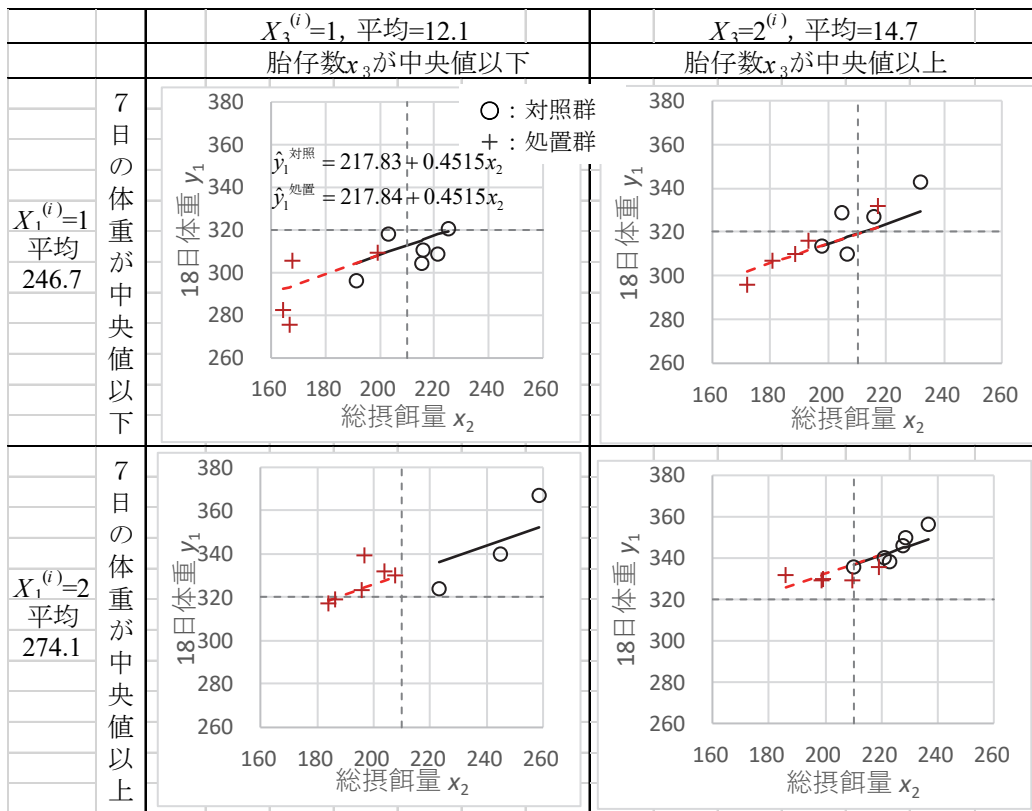 X₃⁽ⁱ⁾=1, 平均=12.1
X₃=2⁽ⁱ⁾, 平均=14.7
胎仔数x₃が中央値以下
胎仔数x₃が中央値以上
X₁⁽ⁱ⁾=1
平均
246.7
7日の体重が中央値以下
380
360
340
320
300
280
260
160 180 200 220 240 260
18日体重 y₁
総摂餌量 x₂
ŷ₁対照 = 217.83 + 0.4515x₂
ŷ₁処置 = 217.84 + 0.4515x₂
○ : 対照群
+ : 処置群
380
360
340
320
300
280
260
160 180 200 220 240 260
18日体重 y₁
総摂餌量 x₂
X₁⁽ⁱ⁾=2
平均
274.1
7日の体重が中央値以上
380
360
340
320
300
280
260
160 180 200 220 240 260
18日体重 y₁
総摂餌量 x₂
380
360
340
320
300
280
260
160 180 200 220 240 260
18日体重 y₁
総摂餌量 x₂